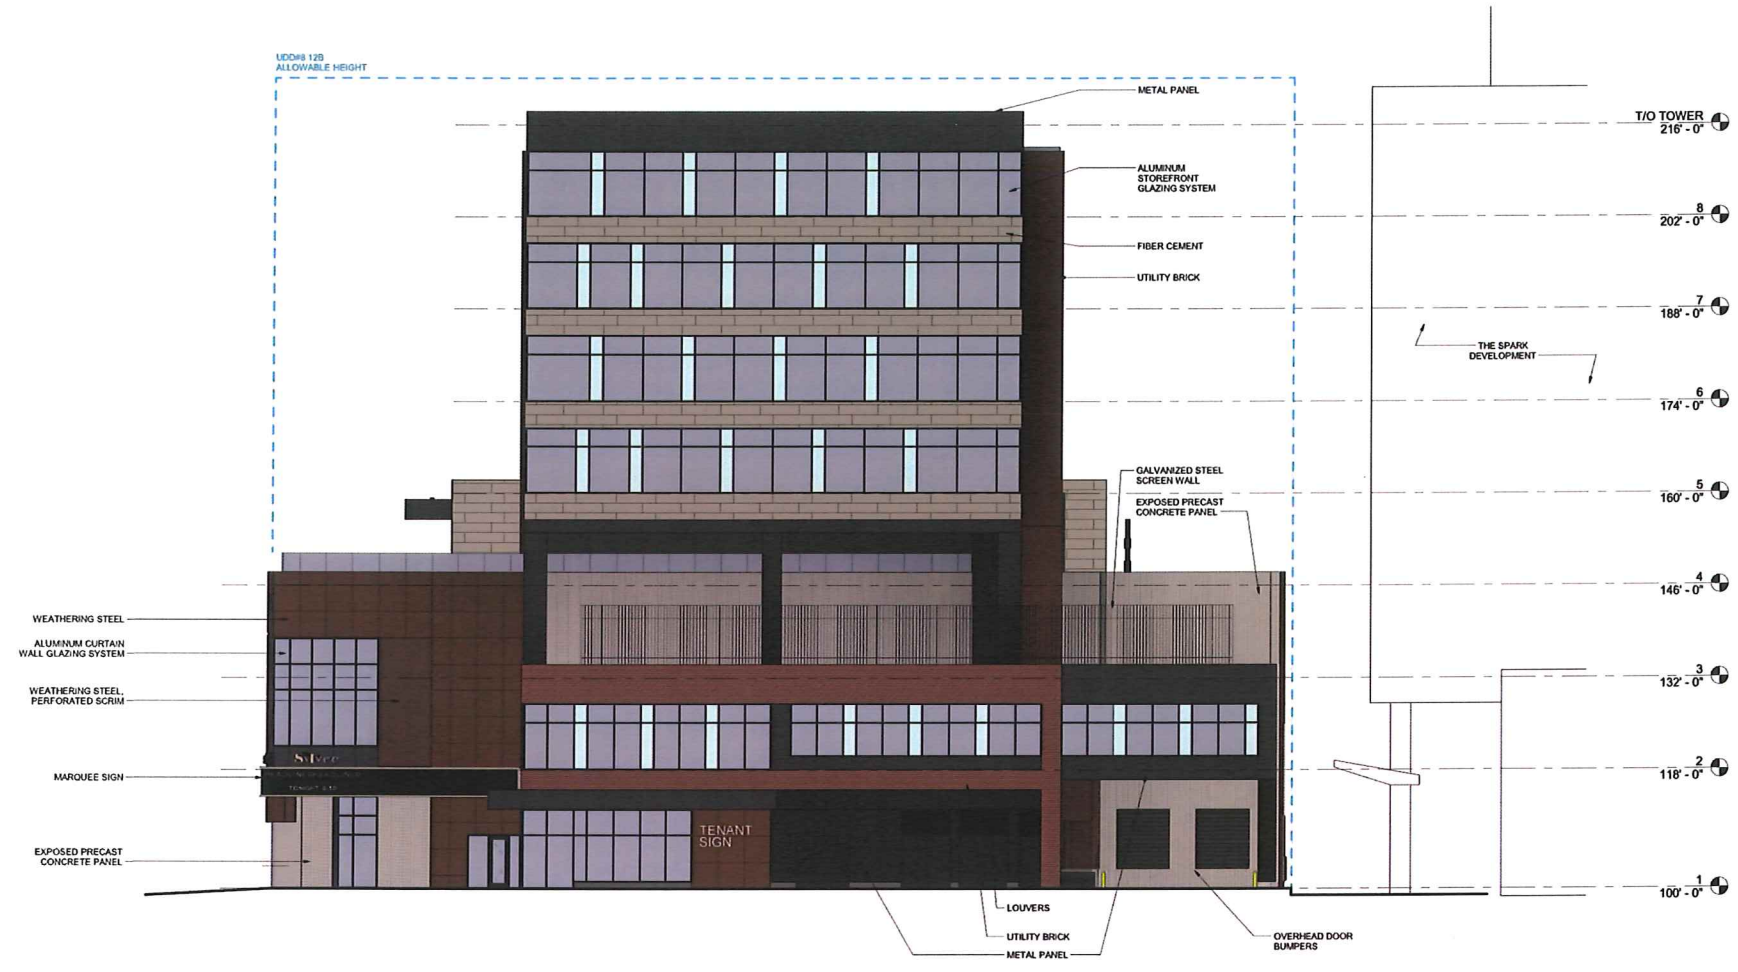 UDD#8 12B
ALLOWABLE HEIGHT
METAL PANEL
T/O TOWER
216' - 0"
ALUMINUM
STOREFRONT
GLAZING SYSTEM
8
202' - 0"
FIBER CEMENT
UTILITY BRICK
7
188' - 0"
THE SPARK
DEVELOPMENT
6
174' - 0"
GALVANIZED STEEL
SCREEN WALL
5
160' - 0"
EXPOSED PRECAST
CONCRETE PANEL
4
146' - 0"
WEATHERING STEEL
ALUMINUM CURTAIN
WALL GLAZING SYSTEM
3
132' - 0"
WEATHERING STEEL,
PERFORATED SCRIM
2
118' - 0"
MARQUEE SIGN
TENANT
SIGN
EXPOSED PRECAST
CONCRETE PANEL
1
100' - 0"
LOUVERS
UTILITY BRICK
METAL PANEL
OVERHEAD DOOR
BUMPERS